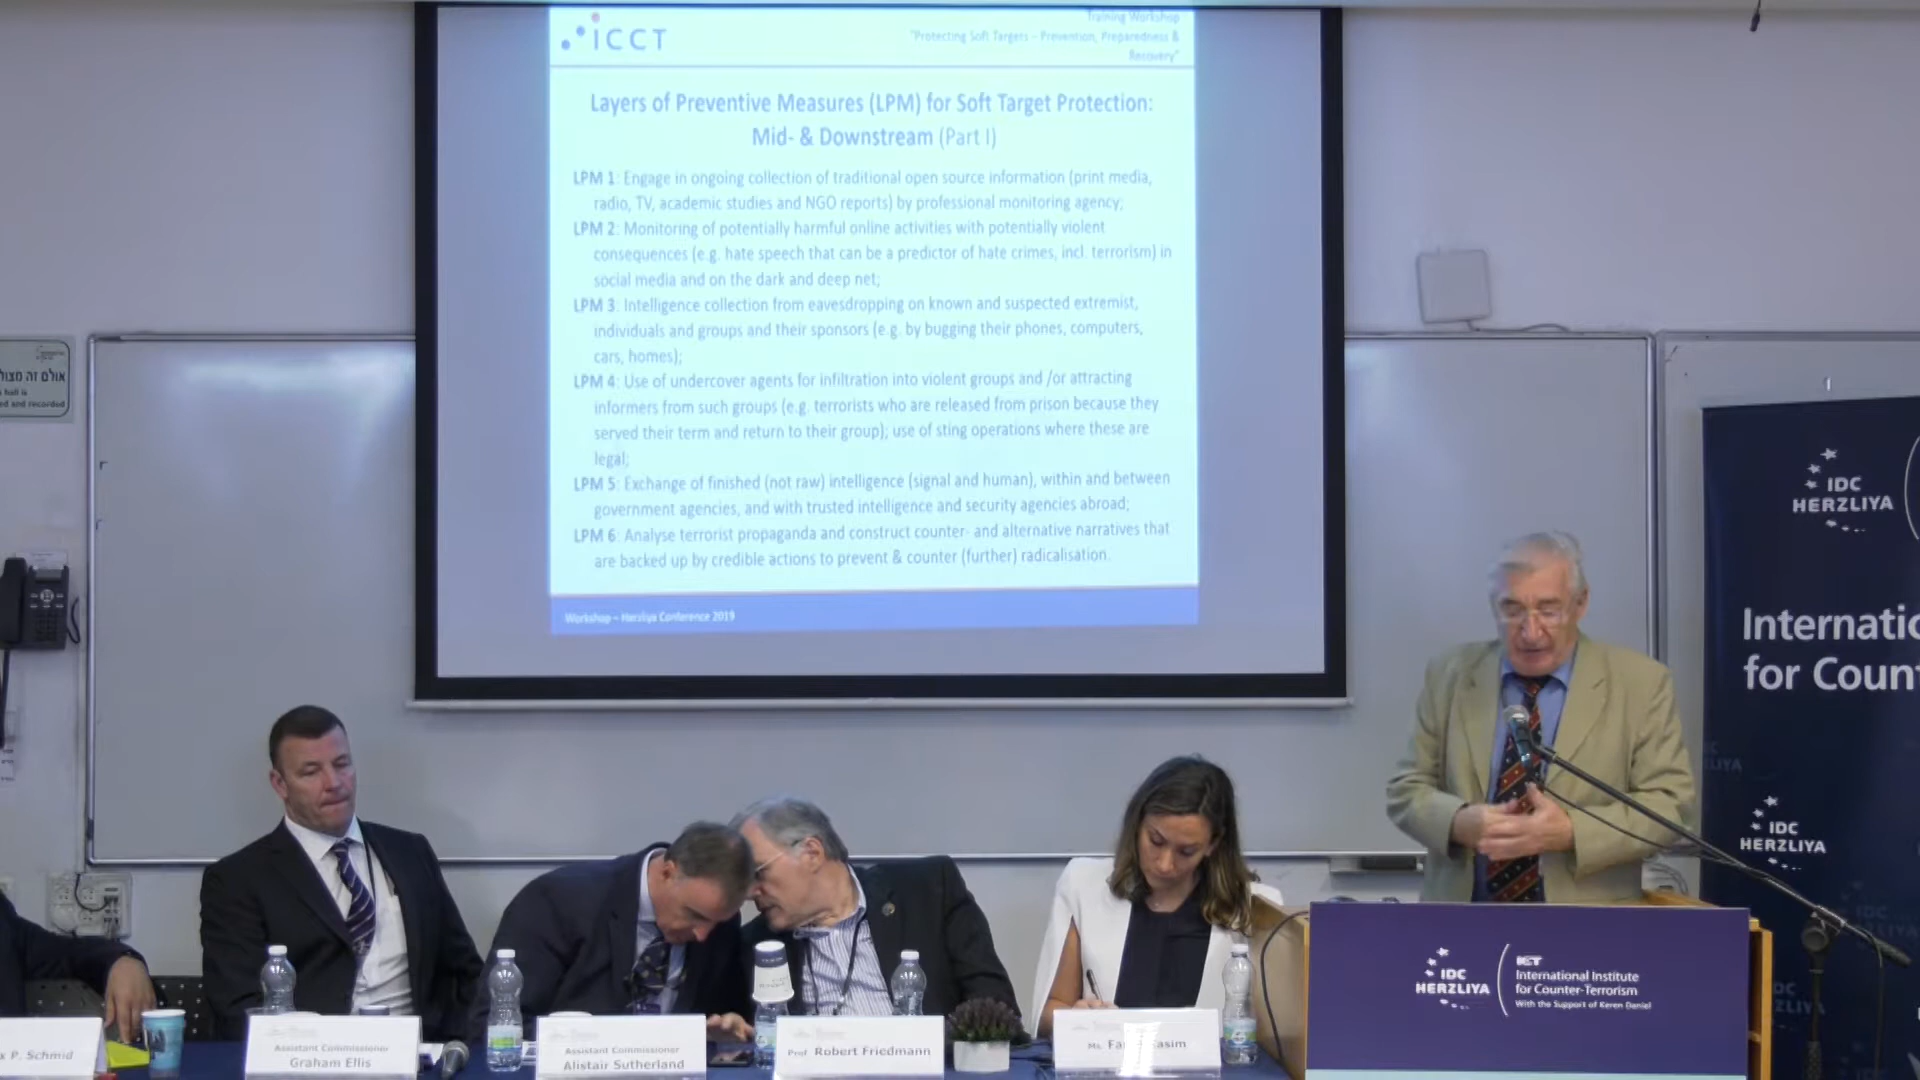 ICCT
Training Workshop
"Protecting Soft Targets – Prevention, Preparedness &
Recovery"
Layers of Preventive Measures (LPM) for Soft Target Protection:
Mid- & Downstream (Part I)
LPM 1: Engage in ongoing collection of traditional open source information (print media,
radio, TV, academic studies and NGO reports) by professional monitoring agency;
LPM 2: Monitoring of potentially harmful online activities with potentially violent
consequences (e.g. hate speech that can be a predictor of hate crimes, incl. terrorism) in
social media and on the dark and deep net;
LPM 3: Intelligence collection from eavesdropping on known and suspected extremist,
individuals and groups and their sponsors (e.g. by bugging their phones, computers,
cars, homes);
LPM 4: Use of undercover agents for infiltration into violent groups and /or attracting
informers from such groups (e.g. terrorists who are released from prison because they
served their term and return to their group); use of sting operations where these are
legal;
LPM 5: Exchange of finished (not raw) intelligence (signal and human), within and between
government agencies, and with trusted intelligence and security agencies abroad;
LPM 6: Analyse terrorist propaganda and construct counter- and alternative narratives that
are backed up by credible actions to prevent & counter (further) radicalisation.
Workshop – Herzliya Conference 2019
אולם זה מצול
hall is
ed and recorded
IDC
HERZLIYA
Internatio
for Count
IDC
HERZLIYA
IDC
HERZLIYA
ICT
International Institute
for Counter-Terrorism
With the Support of Keren Daniel
x P. Schmid
Assistant Commissioner
Graham Ellis
Assistant Commissioner
Alistair Sutherland
Prof. Robert Friedmann
Ms. Fa asim